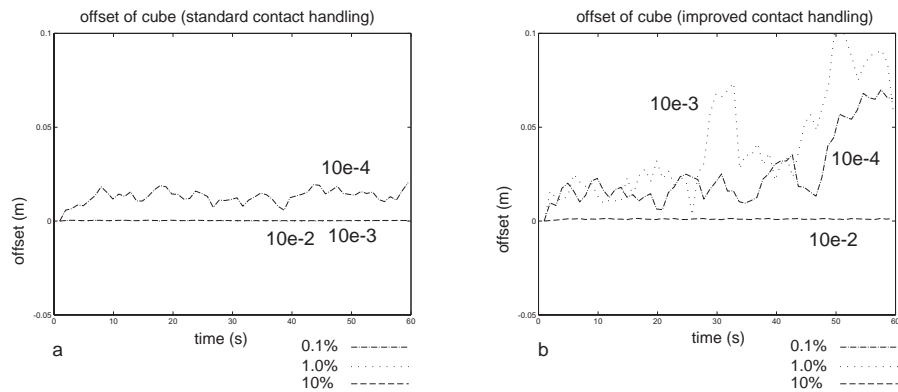 offset of cube (standard contact handling)
0.1
0.05
0
-0.05
offset (m)
10e-4
10e-2
10e-3
0
10
20
30
40
50
60
time (s)
a
0.1%
1.0%
10%
offset of cube (improved contact handling)
0.1
0.05
0
-0.05
offset (m)
10e-3
10e-4
10e-2
0
10
20
30
40
50
60
time (s)
b
0.1%
1.0%
10%